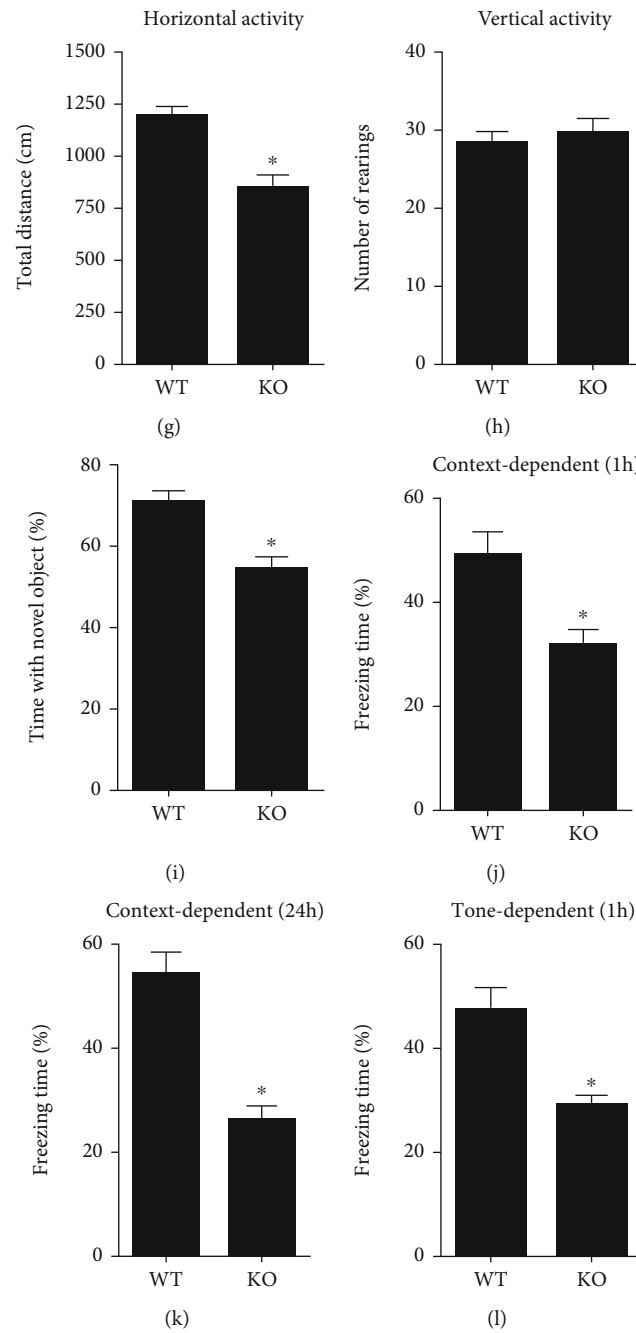 Horizontal activity
1500
1250
1000
750
500
250
0
Total distance (cm)
*
WT KO
(g)
Vertical activity
40
30
20
10
0
Number of rearings
WT KO
(h)
80
60
40
20
0
Time with novel object (%)
*
WT KO
(i)
Context-dependent (1h)
60
40
20
0
Freezing time (%)
*
WT KO
(j)
Context-dependent (24h)
60
40
20
0
Freezing time (%)
*
WT KO
(k)
Tone-dependent (1h)
60
40
20
0
Freezing time (%)
*
WT KO
(l)